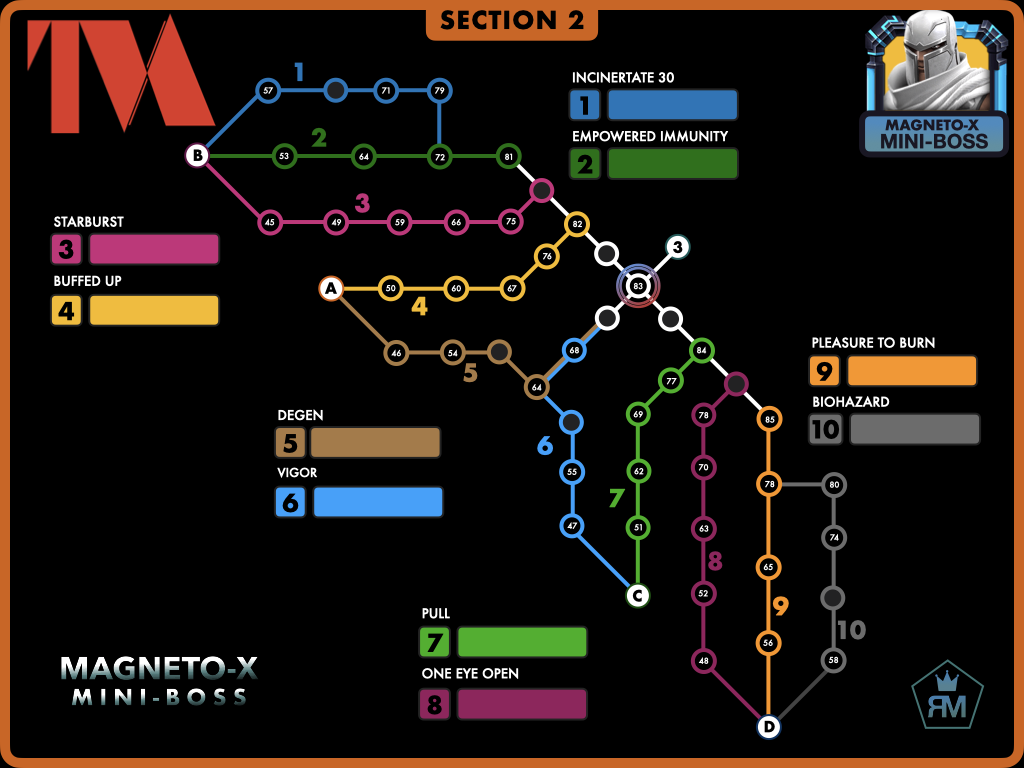 SECTION 2
TM
MAGNETO-X
MINI-BOSS
1
57
71
79
INCINERTATE 30
1
EMPOWERED IMMUNITY
2
B
2
53
64
72
81
3
45
49
59
66
75
82
STARBURST
3
BUFFED UP
4
76
3
A
50
60
67
83
4
46
54
5
68
64
84
77
PLEASURE TO BURN
9
BIOHAZARD
10
DEGEN
5
VIGOR
6
6
55
47
69
62
7
51
C
78
70
63
8
52
48
85
78
80
74
65
9
56
10
58
D
PULL
7
ONE EYE OPEN
8
MAGNETO-X
MINI-BOSS
RM